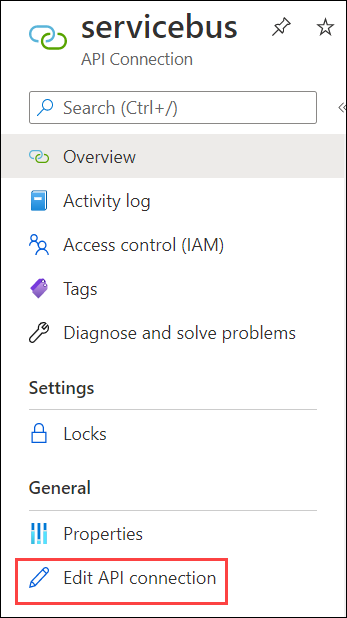 servicebus
API Connection
Search (Ctrl+/)
Overview
Activity log
Access control (IAM)
Tags
Diagnose and solve problems
Settings
Locks
General
Properties
Edit API connection